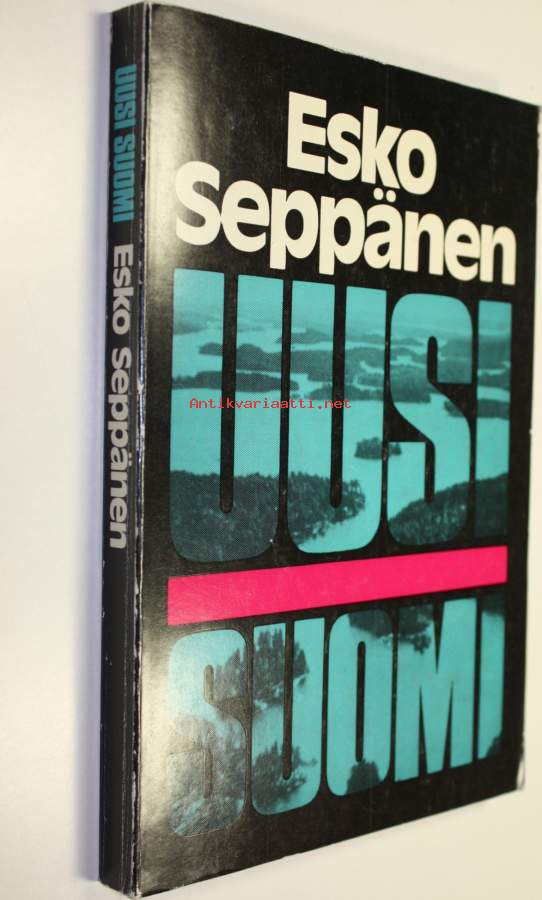 Esko
Seppänen
UUSI
SUOMI
UUSI SUOMI Esko Seppänen
Antikvariaatti.net